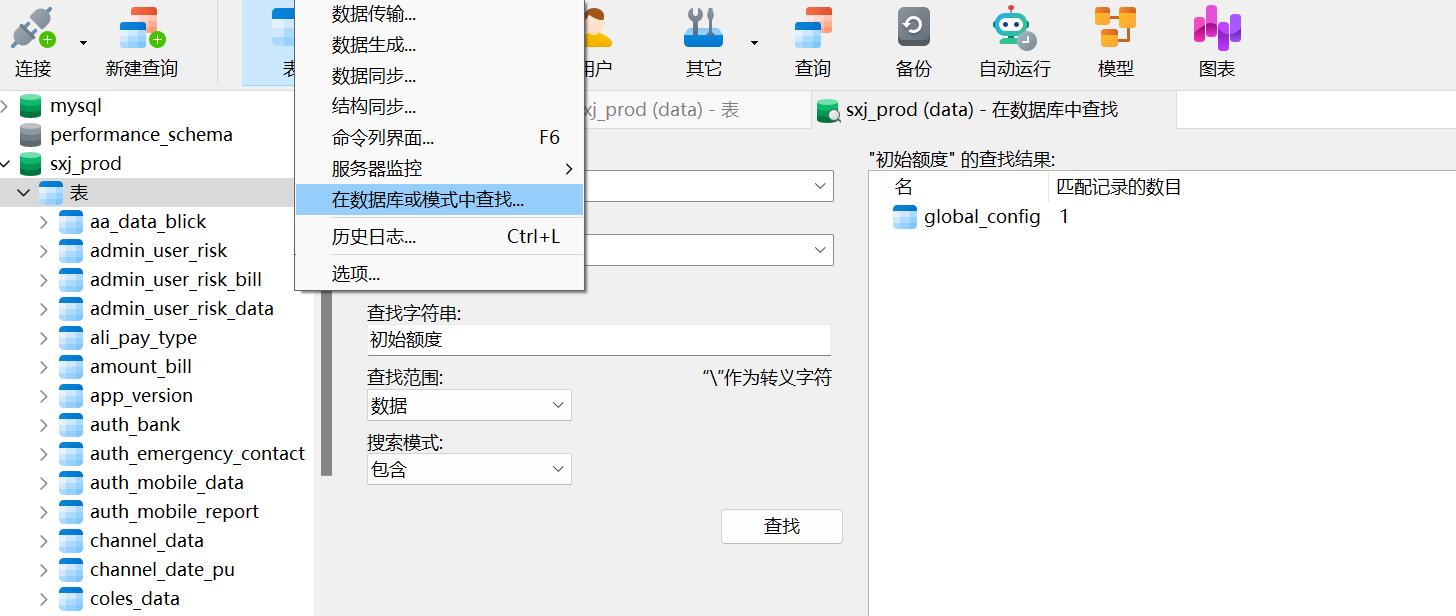 连接
新建查询
表
用户
其它
查询
备份
自动运行
模型
图表
数据传输...
数据生成...
数据同步...
结构同步...
命令列界面... F6
服务器监控
在数据库或模式中查找...
历史日志... Ctrl+L
选项...
mysql
performance_schema
sxj_prod
表
aa_data_blick
admin_user_risk
admin_user_risk_bill
admin_user_risk_data
ali_pay_type
amount_bill
app_version
auth_bank
auth_emergency_contact
auth_mobile_data
auth_mobile_report
channel_data
channel_date_pu
coles_data
xj_prod (data) - 表
sxj_prod (data) - 在数据库中查找
查找字符串:
初始额度
查找范围:
“\”作为转义字符
数据
搜索模式:
包含
查找
"初始额度" 的查找结果:
名 匹配记录的数目
global_config 1